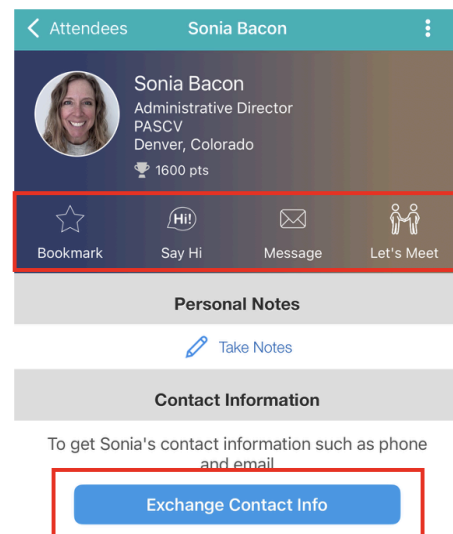 Attendees Sonia Bacon
Sonia Bacon
Administrative Director
PASCV
Denver, Colorado
1600 pts
Hi!
Bookmark Say Hi Message Let's Meet
Personal Notes
Take Notes
Contact Information
To get Sonia's contact information such as phone
and email
Exchange Contact Info